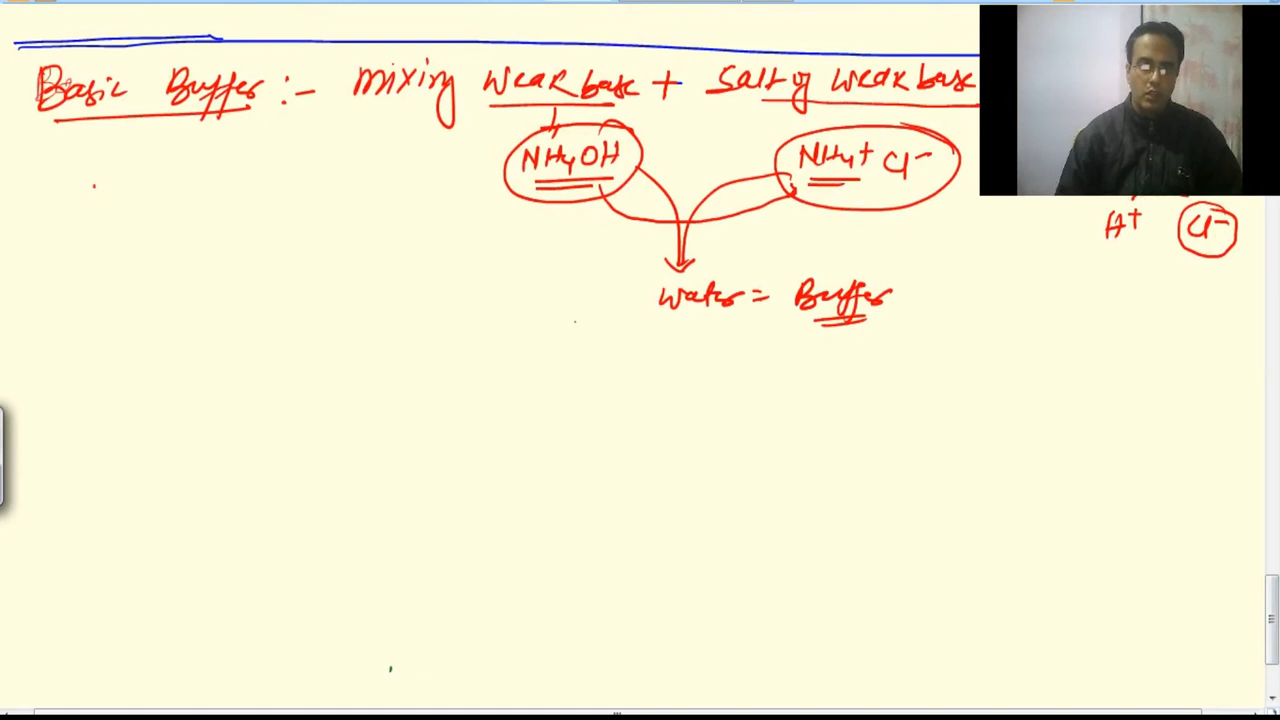 Basic Buffer :- Mixing weak base + Salt of weak base
NH4OH NH4+ Cl-
H+ Cl-
water = Buffer